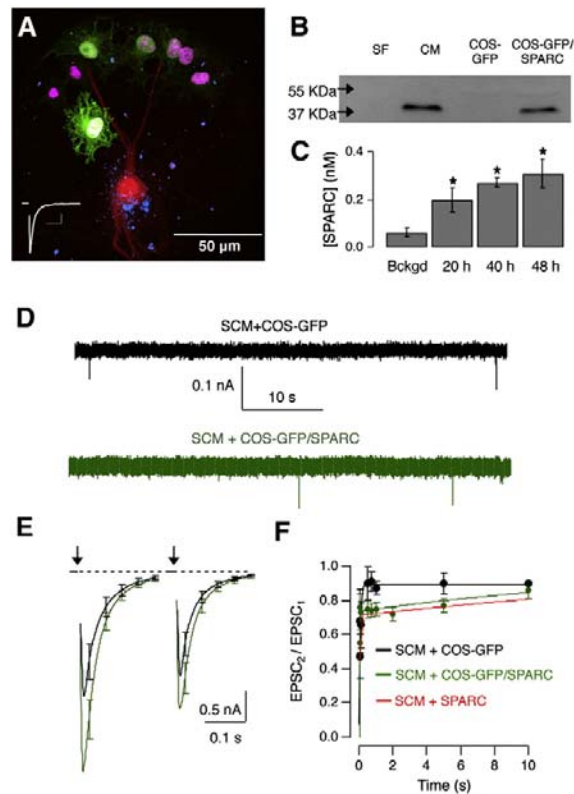 A
50 µm
B
SF CM COS-GFP COS-GFP/SPARC
55 KDa
37 KDa
C
[SPARC] (nM)
0.4
0.2
0.0
*
*
*
Bckgd 20 h 40 h 48 h
D
SCM+COS-GFP
0.1 nA
10 s
SCM + COS-GFP/SPARC
E
0.5 nA
0.1 s
F
EPSC2 / EPSC1
1.0
0.8
0.6
0.4
0.2
0.0
SCM + COS-GFP
SCM + COS-GFP/SPARC
SCM + SPARC
0 2 4 6 8 10
Time (s)